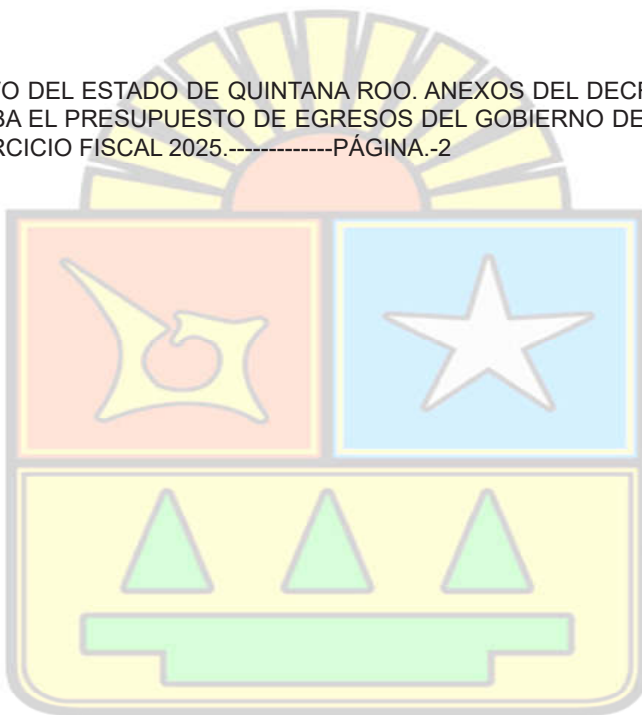 TO DEL ESTADO DE QUINTANA ROO. ANEXOS DEL DECR
BA EL PRESUPUESTO DE EGRESOS DEL GOBIERNO DE
RCICIO FISCAL 2025.-------------PÁGINA.-2